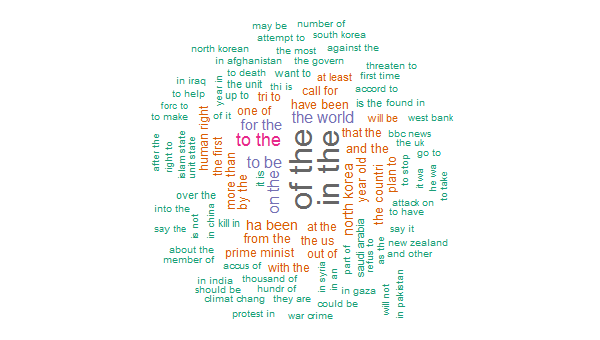 may be
number of
attempt to
south korea
north korean
the most
against the
in afghanistan
the govern
threaten to
to death
want to
at least
first time
in iraq
year in
the unit
thi is
call for
accord to
to help
up to
tri to
have been
is the
found in
forc to
to make
human right
of it
one of
the world
will be
west bank
for the
that the
bbc news
after the
right to
islam state
unit state
the first
to the
of the
in the
and the
the uk
to stop
go to
more than
by the
it is
to be
on the
north korea
year old
the countri
plan to
it wa
he wa
to take
over the
attack on
to have
into the
is not
in china
kill in
ha been
at the
saudi arabia
say it
say the
from the
the us
refus to
as the
new zealand
about the
prime minist
out of
part of
and other
member of
accus of
with the
in syria
in an
in india
thousand of
in gaza
will not
in pakistan
should be
hundr of
climat chang
they are
could be
protest in
war crime